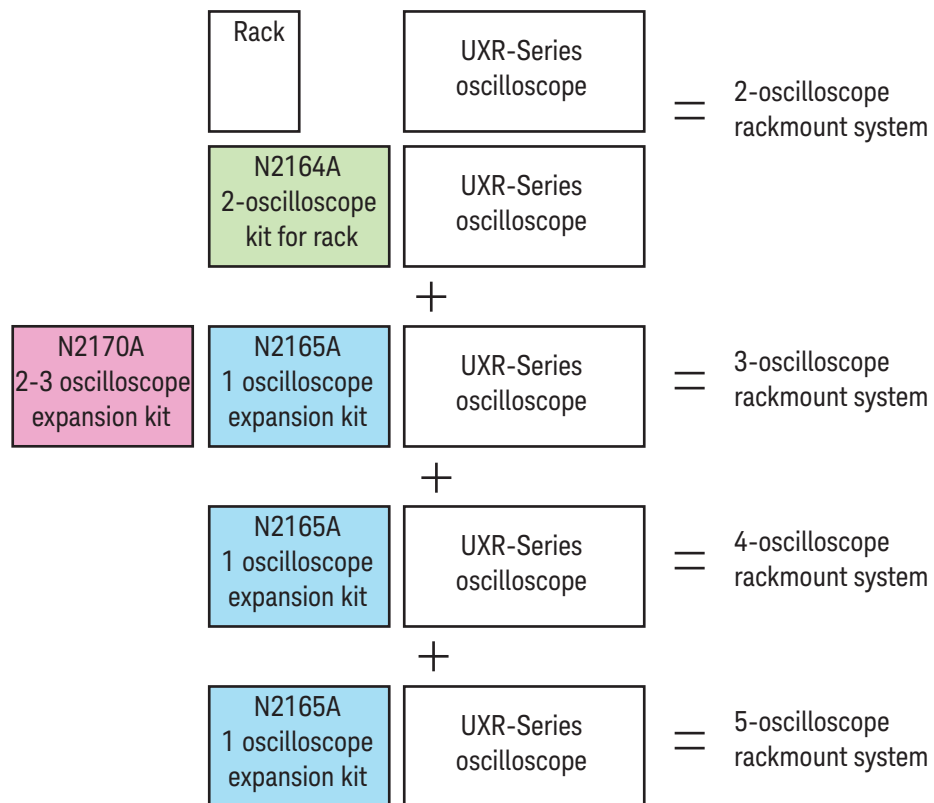 Rack
UXR-Series
oscilloscope
=
2-oscilloscope
rackmount system
N2164A
2-oscilloscope
kit for rack
UXR-Series
oscilloscope
+
N2170A
2-3 oscilloscope
expansion kit
N2165A
1 oscilloscope
expansion kit
UXR-Series
oscilloscope
=
3-oscilloscope
rackmount system
+
N2165A
1 oscilloscope
expansion kit
UXR-Series
oscilloscope
=
4-oscilloscope
rackmount system
+
N2165A
1 oscilloscope
expansion kit
UXR-Series
oscilloscope
=
5-oscilloscope
rackmount system